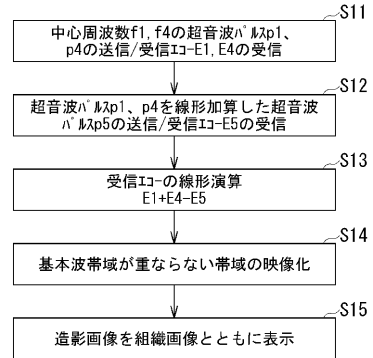 S11
中心周波数f1,f4の超音波ﾊﾟﾙｽp1、
p4の送信/受信ｴｺｰE1,E4の受信
S12
超音波ﾊﾟﾙｽp1、p4を線形加算した超音波
ﾊﾟﾙｽp5の送信/受信ｴｺｰE5の受信
S13
受信ｴｺｰの線形演算
E1+E4−E5
S14
基本波帯域が重ならない帯域の映像化
S15
造影画像を組織画像とともに表示